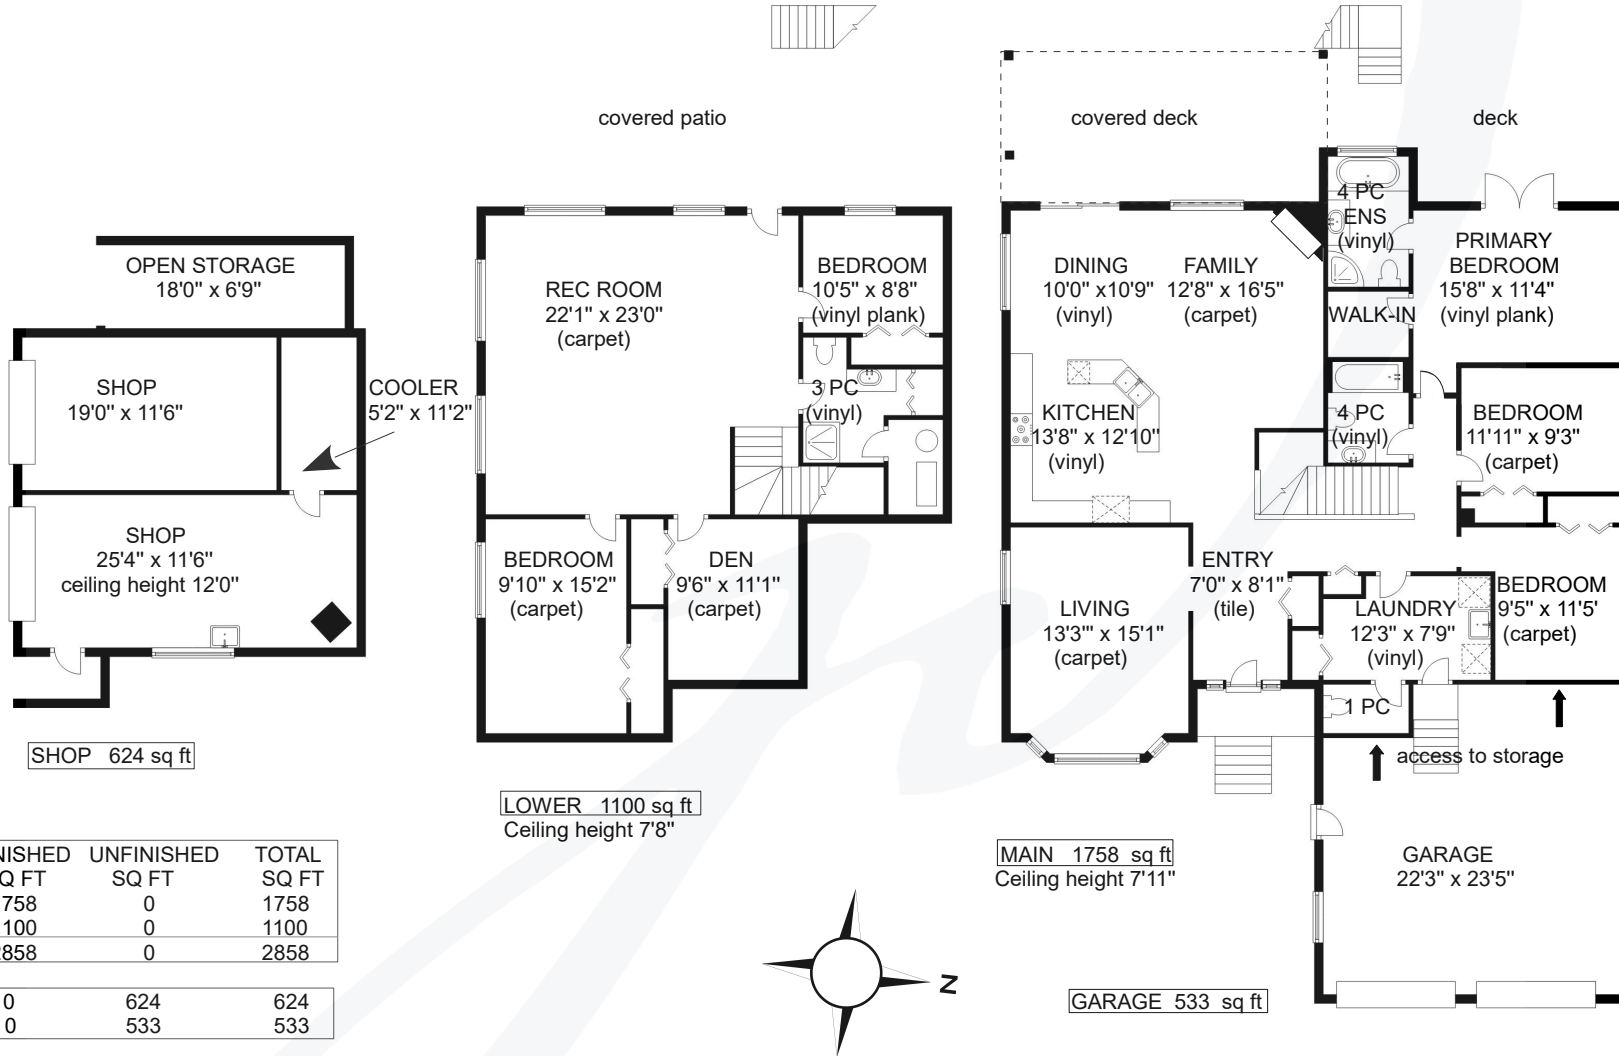 OPEN STORAGE
18'0" x 6'9"
SHOP
19'0" x 11'6"
COOLER
5'2" x 11'2"
SHOP
25'4" x 11'6"
ceiling height 12'0"
SHOP 624 sq ft
covered patio
REC ROOM
22'1" x 23'0"
(carpet)
BEDROOM
10'5" x 8'8"
(vinyl plank)
3 PC
(vinyl)
BEDROOM
9'10" x 15'2"
(carpet)
DEN
9'6" x 11'1"
(carpet)
LOWER 1100 sq ft
Ceiling height 7'8"
covered deck
deck
4 PC
ENS
(vinyl)
PRIMARY
BEDROOM
15'8" x 11'4"
(vinyl plank)
DINING
10'0" x10'9"
(vinyl)
FAMILY
12'8" x 16'5"
(carpet)
WALK-IN
KITCHEN
13'8" x 12'10"
(vinyl)
4 PC
(vinyl)
BEDROOM
11'11" x 9'3"
(carpet)
ENTRY
7'0" x 8'1"
(tile)
LIVING
13'3'" x 15'1"
(carpet)
LAUNDRY
12'3" x 7'9"
(vinyl)
BEDROOM
9'5" x 11'5'
(carpet)
1 PC
access to storage
GARAGE
22'3" x 23'5"
MAIN 1758 sq ft
Ceiling height 7'11"
GARAGE 533 sq ft
N
NISHED UNFINISHED TOTAL
Q FT SQ FT SQ FT
758 0 1758
100 0 1100
2858 0 2858
0 624 624
0 533 533